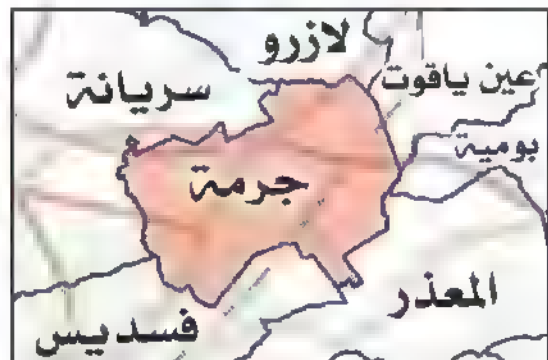 لازرو
عين ياقوت
سريانة
بومية
جرمة
المعذر
فسديس